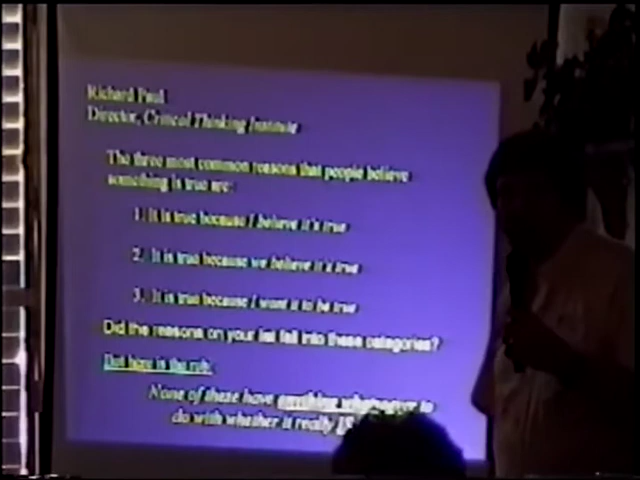 Richard Paul
Director, Critical Thinking Institute
The three most common reasons that people believe
something is true are:
1. It is true because I believe it's true
2. It is true because we believe it's true
3. It is true because I want it to be true
Did the reasons on your list fall into these categories?
But here is the rub:
None of these have anything whatsoever to
do with whether it really IS